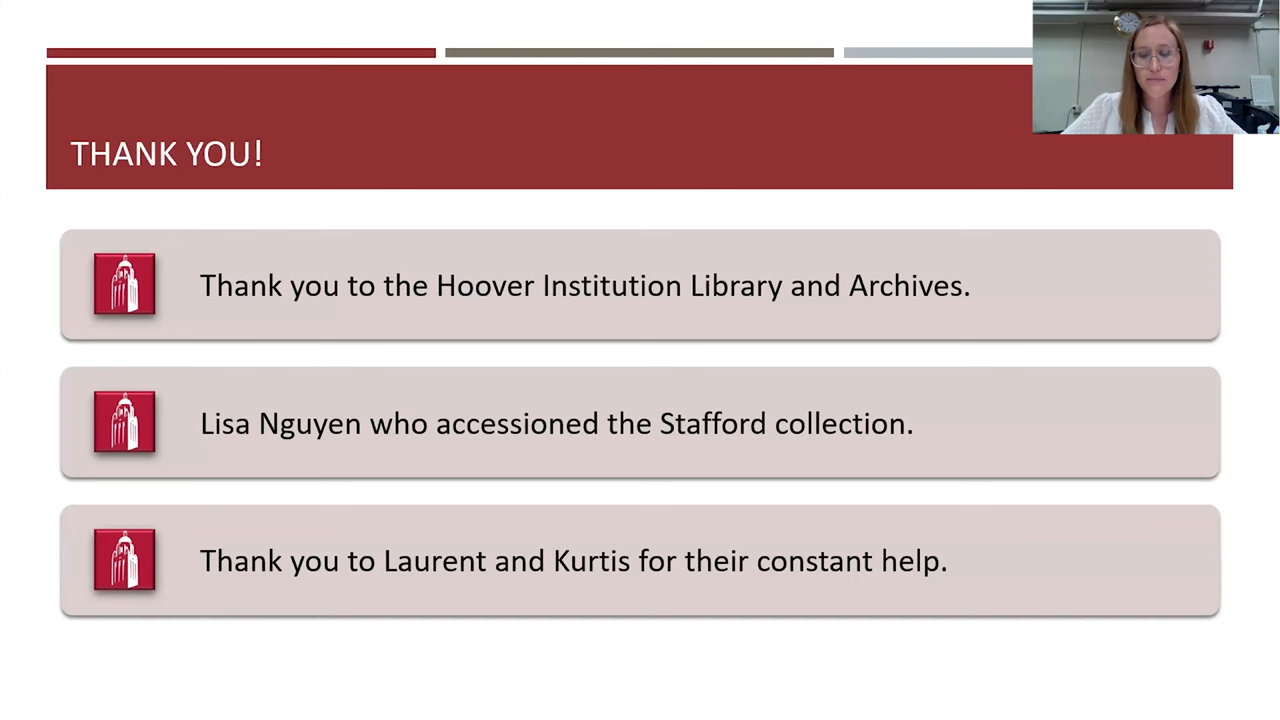 THANK YOU!
Thank you to the Hoover Institution Library and Archives.
Lisa Nguyen who accessioned the Stafford collection.
Thank you to Laurent and Kurtis for their constant help.